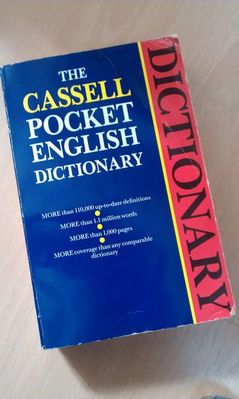 THE
CASSELL
POCKET
ENGLISH
DICTIONARY
MORE than 110,000 up-to-date definitions
MORE than 1.1 million words
MORE than 1,000 pages
MORE coverage than any comparable
dictionary
DICTIONARY